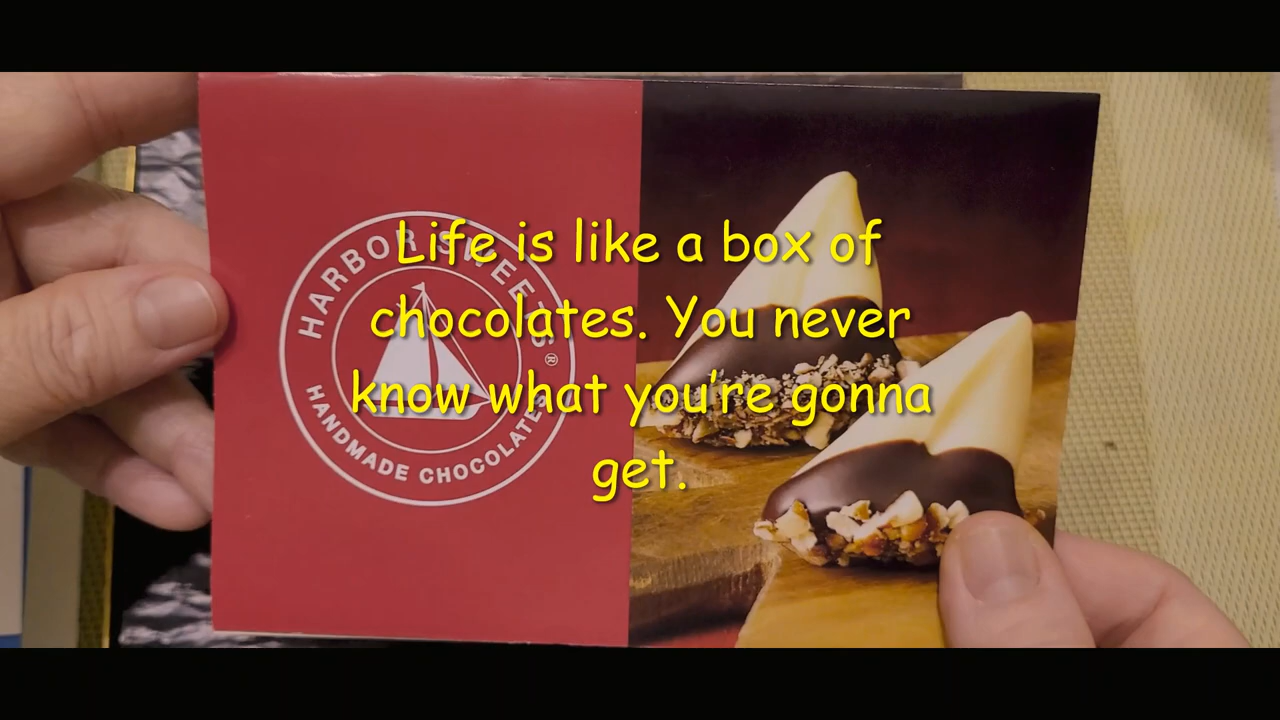 HARBOR SWEETS®
HANDMADE CHOCOLATES
Life is like a box of
chocolates. You never
know what you're gonna
get.